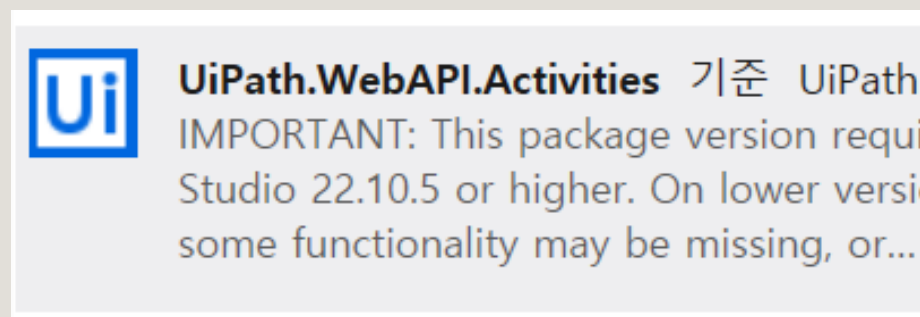 Ui
UiPath.WebAPI.Activities 기준 UiPath
IMPORTANT: This package version requi
Studio 22.10.5 or higher. On lower versi
some functionality may be missing, or...